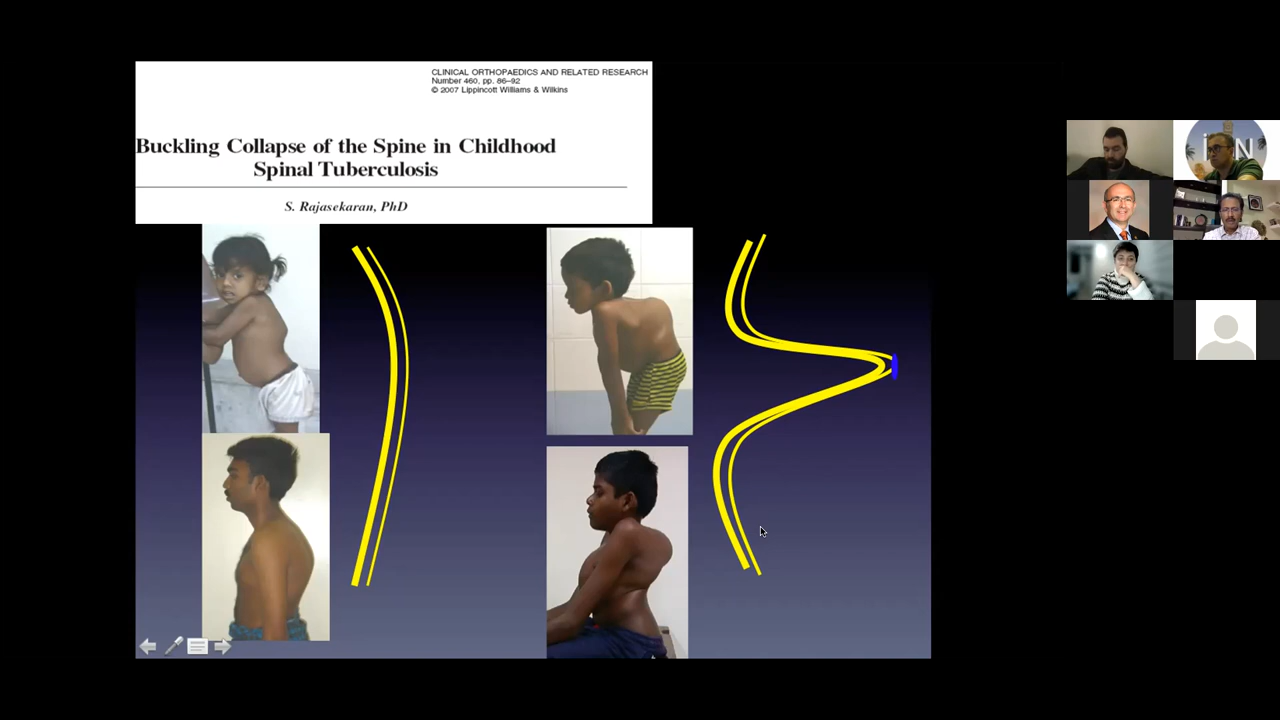 CLINICAL ORTHOPAEDICS AND RELATED RESEARCH
Number 460, pp. 86–92
© 2007 Lippincott Williams & Wilkins
Buckling Collapse of the Spine in Childhood
Spinal Tuberculosis
S. Rajasekaran, PhD